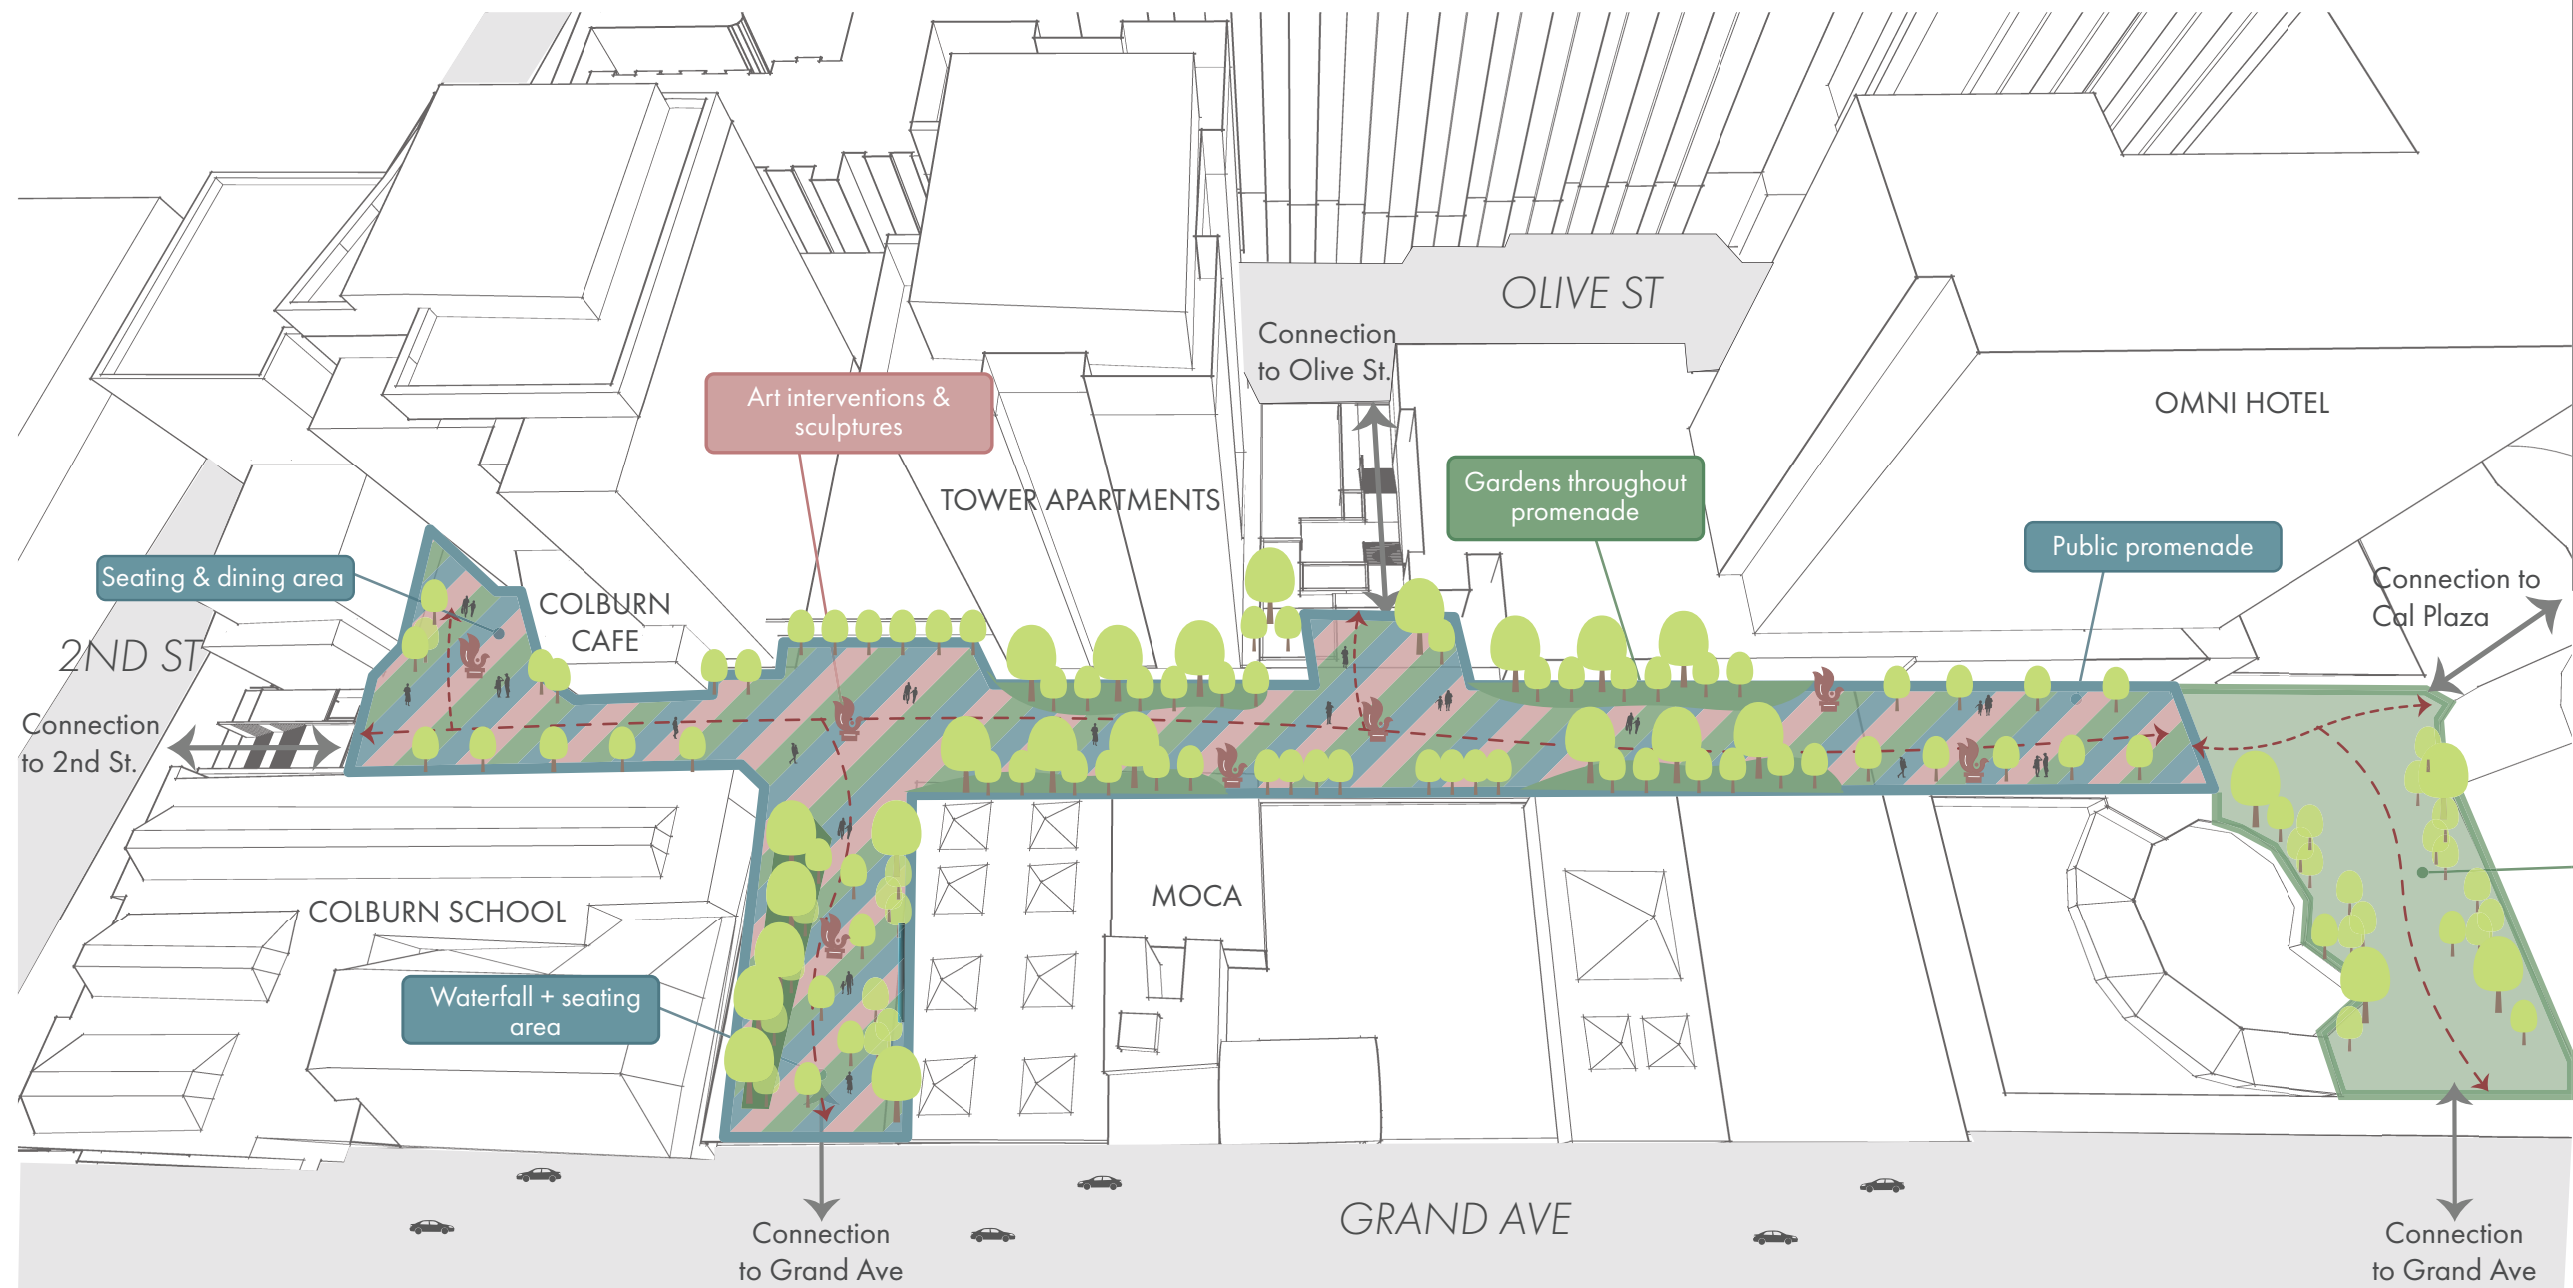 OLIVE ST
Connection
to Olive St.
Art interventions &
sculptures
OMNI HOTEL
TOWER APARTMENTS
Gardens throughout
promenade
Public promenade
Seating & dining area
COLBURN
CAFE
Connection to
Cal Plaza
2ND ST
Connection
to 2nd St.
COLBURN SCHOOL
MOCA
Waterfall + seating
area
GRAND AVE
Connection
to Grand Ave
Connection
to Grand Ave